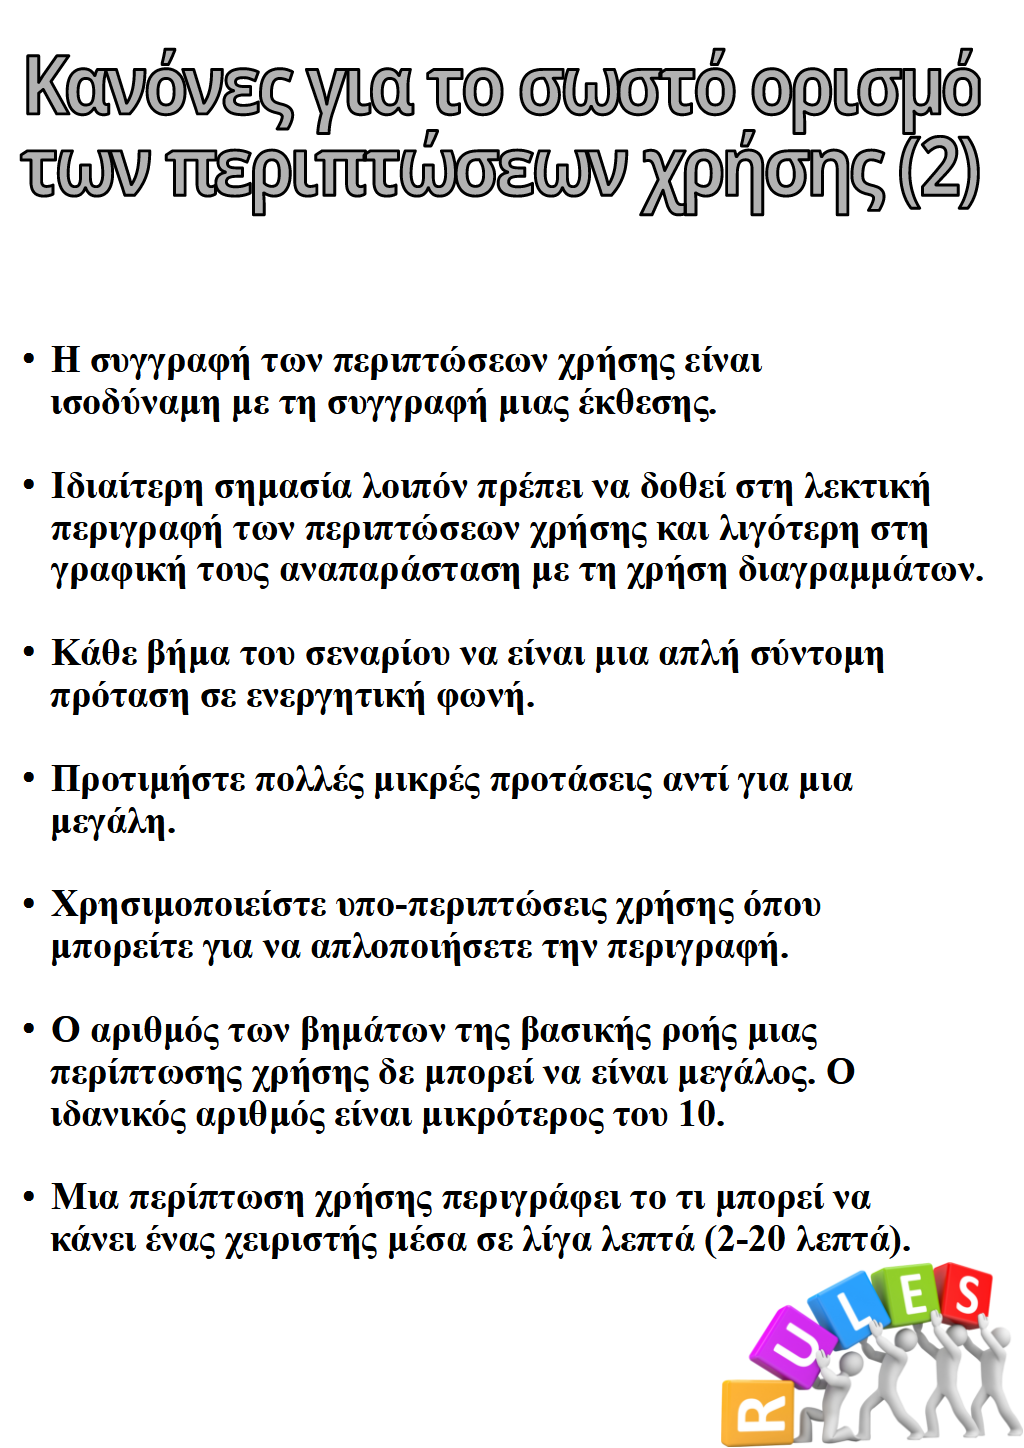 Κανόνες για το σωστό ορισμό
των περιπτώσεων χρήσης (2)
• Η συγγραφή των περιπτώσεων χρήσης είναι
ισοδύναμη με τη συγγραφή μιας έκθεσης.
• Ιδιαίτερη σημασία λοιπόν πρέπει να δοθεί στη λεκτική
περιγραφή των περιπτώσεων χρήσης και λιγότερη στη
γραφική τους αναπαράσταση με τη χρήση διαγραμμάτων.
• Κάθε βήμα του σεναρίου να είναι μια απλή σύντομη
πρόταση σε ενεργητική φωνή.
• Προτιμήστε πολλές μικρές προτάσεις αντί για μια
μεγάλη.
• Χρησιμοποιείστε υπο-περιπτώσεις χρήσης όπου
μπορείτε για να απλοποιήσετε την περιγραφή.
• Ο αριθμός των βημάτων της βασικής ροής μιας
περίπτωσης χρήσης δε μπορεί να είναι μεγάλος. Ο
ιδανικός αριθμός είναι μικρότερος του 10.
• Μια περίπτωση χρήσης περιγράφει το τι μπορεί να
κάνει ένας χειριστής μέσα σε λίγα λεπτά (2-20 λεπτά).
RULES